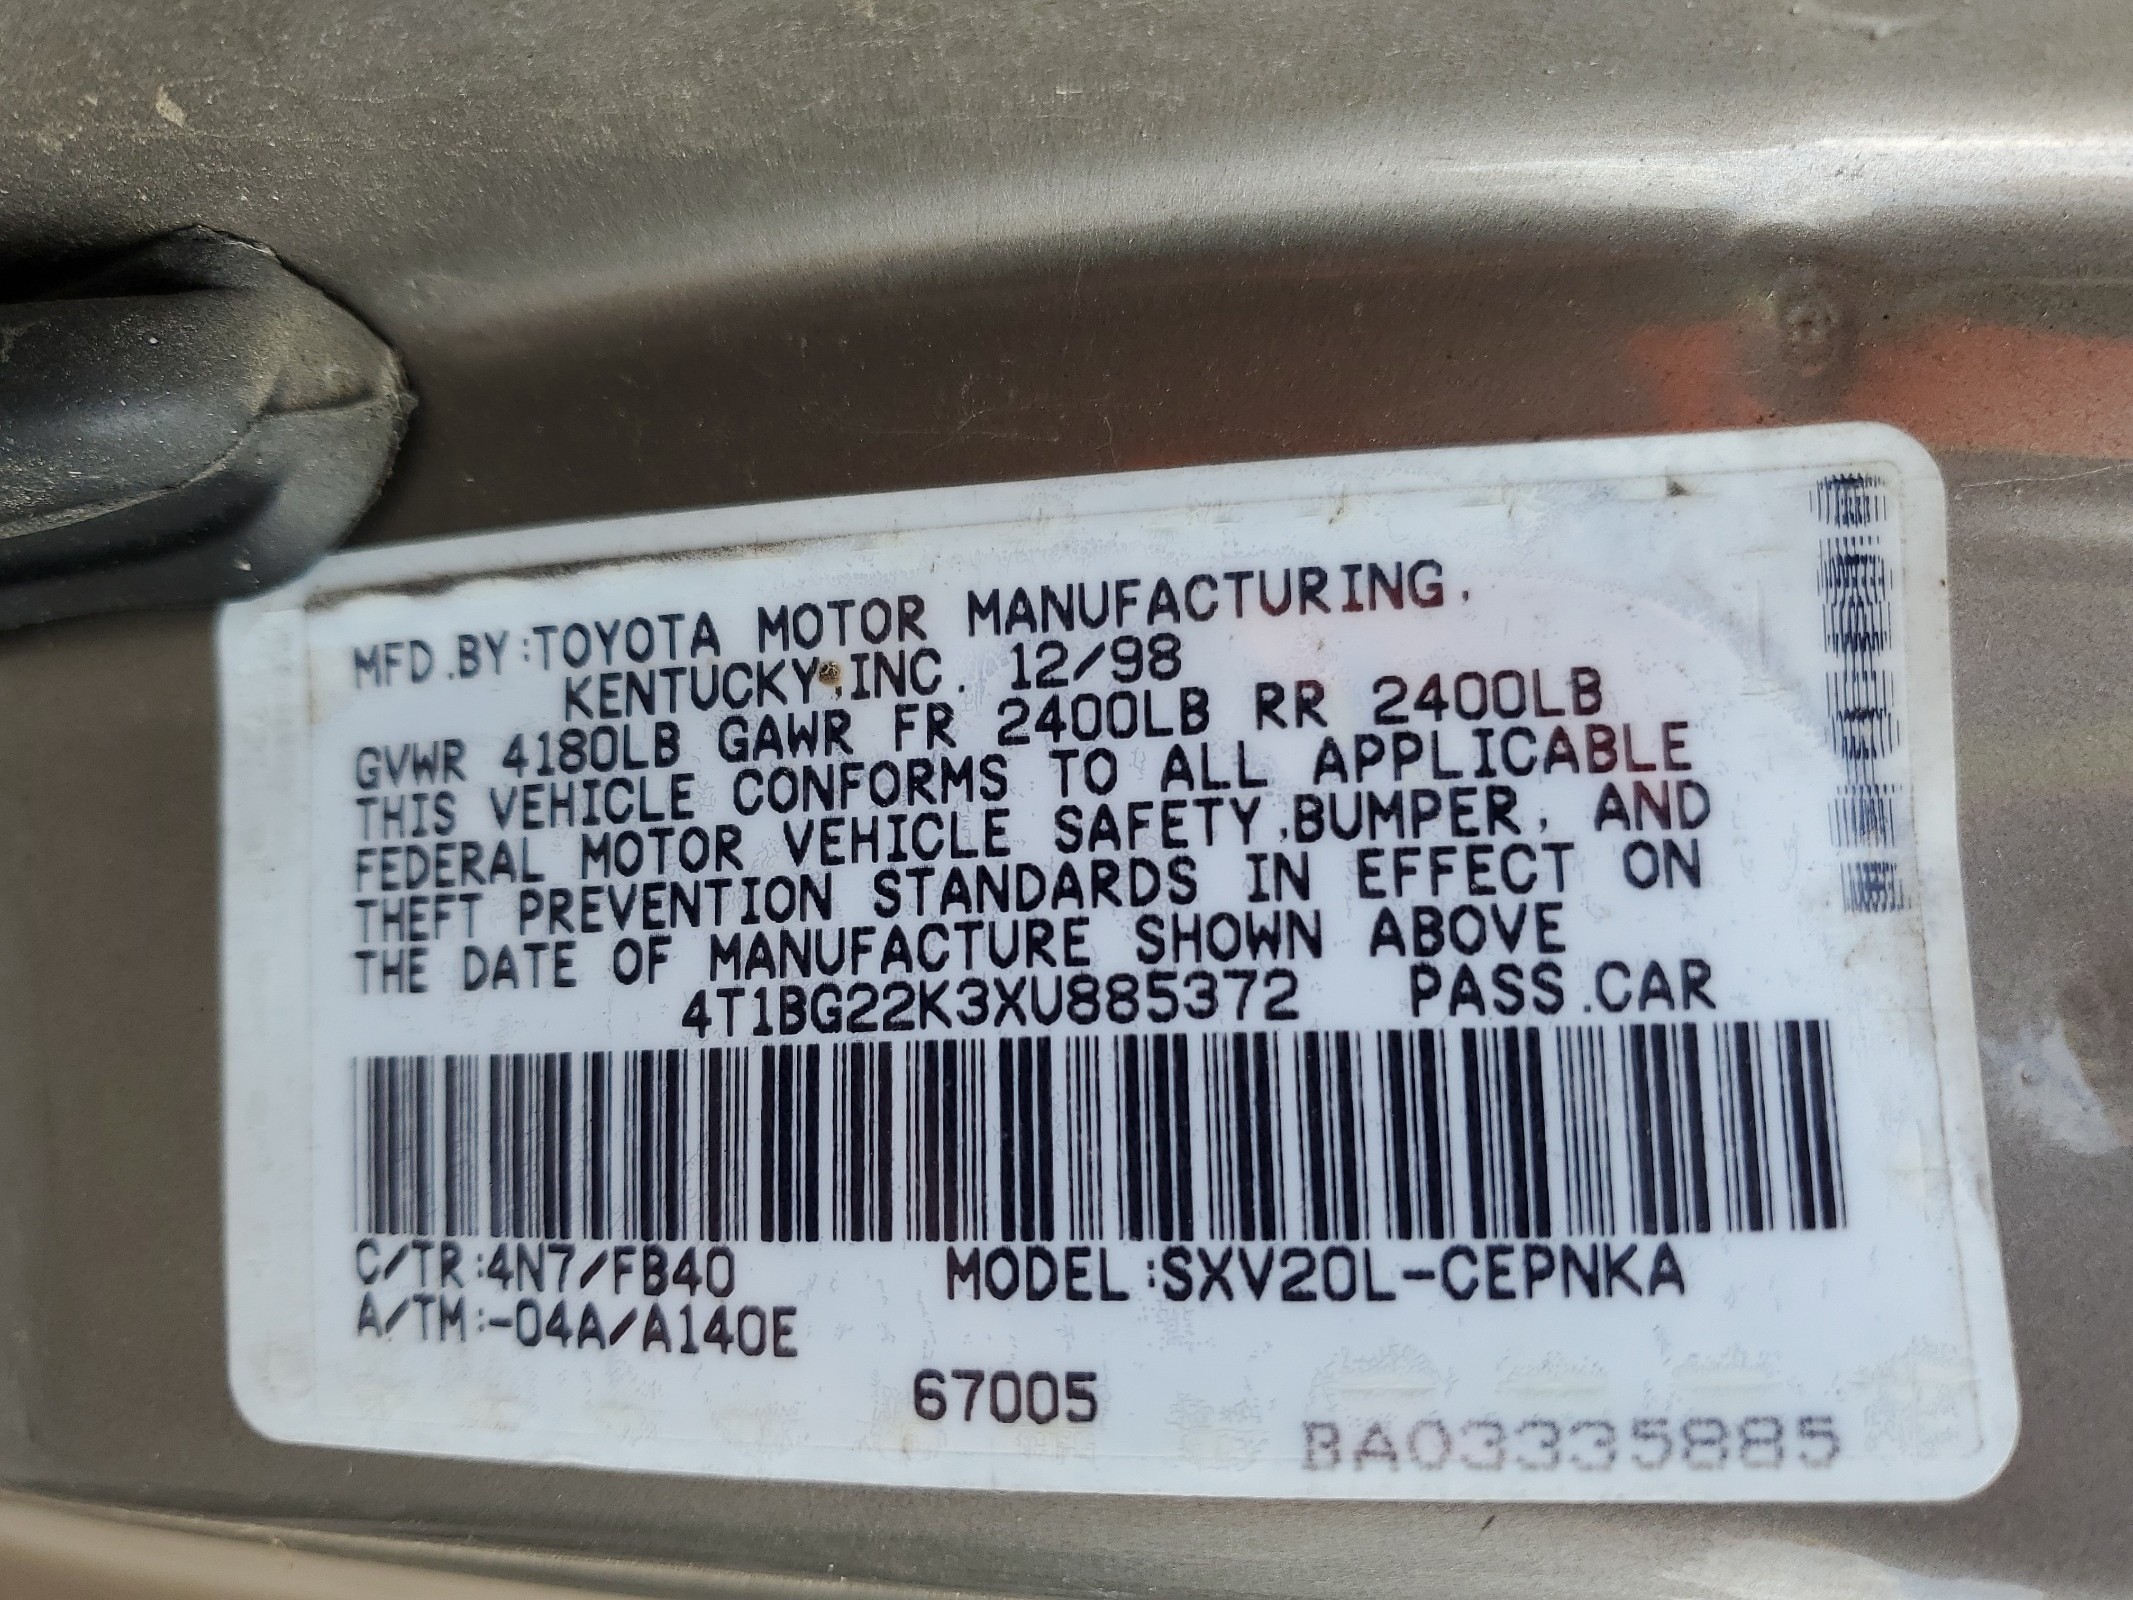 MFD.BY:TOYOTA MOTOR MANUFACTURING,
KENTUCKY,INC. 12/98
GVWR 4180LB GAWR FR 2400LB RR 2400LB
THIS VEHICLE CONFORMS TO ALL APPLICABLE
FEDERAL MOTOR VEHICLE SAFETY,BUMPER, AND
THEFT PREVENTION STANDARDS IN EFFECT ON
THE DATE OF MANUFACTURE SHOWN ABOVE
4T1BG22K3XU885372 PASS.CAR
C/TR:4N7/FB40 MODEL:SXV20L-CEPNKA
A/TM:-04A/A140E
67005
BA03335885